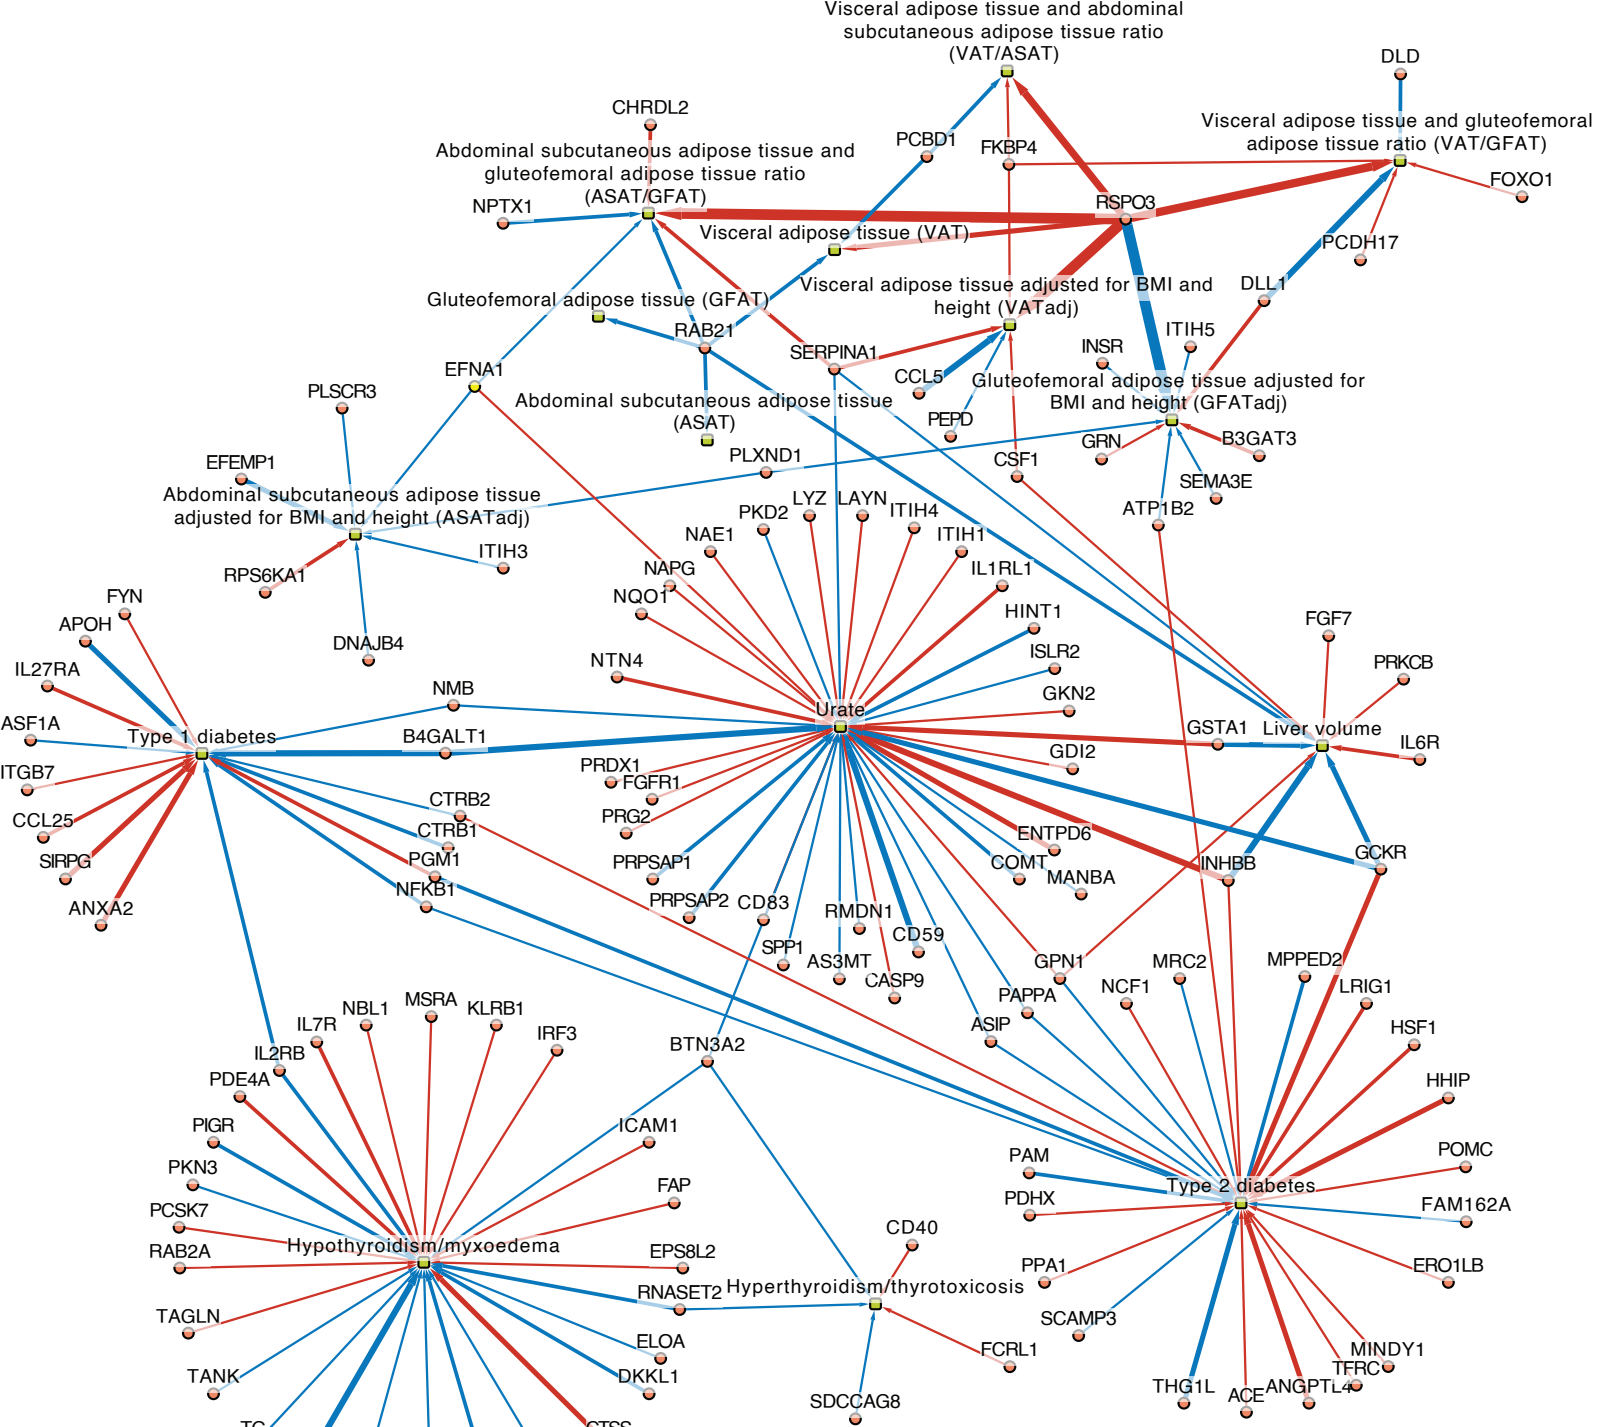 Visceral adipose tissue and abdominal
subcutaneous adipose tissue ratio
(VAT/ASAT)
DLD
CHRDL2
Visceral adipose tissue and gluteofemoral
adipose tissue ratio (VAT/GFAT)
PCBD1
FKBP4
Abdominal subcutaneous adipose tissue and
gluteofemoral adipose tissue ratio
(ASAT/GFAT)
FOXO1
NPTX1
RSPO3
Visceral adipose tissue (VAT)
PCDH17
DLL1
Visceral adipose tissue adjusted for BMI and
height (VATadj)
Gluteofemoral adipose tissue (GFAT)
RAB21
ITIH5
INSR
SERPINA1
EFNA1
CCL5
Gluteofemoral adipose tissue adjusted for
BMI and height (GFATadj)
PLSCR3
Abdominal subcutaneous adipose tissue
(ASAT)
PEPD
GRN
B3GAT3
PLXND1
CSF1
EFEMP1
SEMA3E
Abdominal subcutaneous adipose tissue
adjusted for BMI and height (ASATadj)
ATP1B2
LYZ
LAYN
PKD2
ITIH4
NAE1
ITIH1
ITIH3
RPS6KA1
NAPG
IL1RL1
NQO1
HINT1
FYN
APOH
DNAJB4
FGF7
ISLR2
IL27RA
NTN4
PRKCB
NMB
GKN2
ASF1A
Type 1 diabetes
B4GALT1
Urate
GSTA1
Liver volume
IL6R
GDI2
ITGB7
PRDX1
FGFR1
CTRB2
CCL25
PRG2
CTRB1
ENTPD6
SIRPG
PGM1
PRPSAP1
COMT
MANBA
INHBB
GCKR
NFKB1
ANXA2
PRPSAP2
CD83
RMDN1
CD59
SPP1
AS3MT
CASP9
GPN1
MRC2
MPPED2
NCF1
LRIG1
PAPPA
MSRA
NBL1
KLRB1
IL7R
IRF3
ASIP
HSF1
IL2RB
BTN3A2
PDE4A
HHIP
PIGR
ICAM1
POMC
PAM
PKN3
Type 2 diabetes
FAP
PDHX
PCSK7
FAM162A
CD40
RAB2A
Hypothyroidism/myxoedema
EPS8L2
PPA1
ERO1LB
RNASET2
Hyperthyroidism/thyrotoxicosis
TAGLN
SCAMP3
ELOA
FCRL1
MINDY1
TANK
DKKL1
TFRC
THG1L
ACE
ANGPTL4
SDCCAG8
TG
CTSS